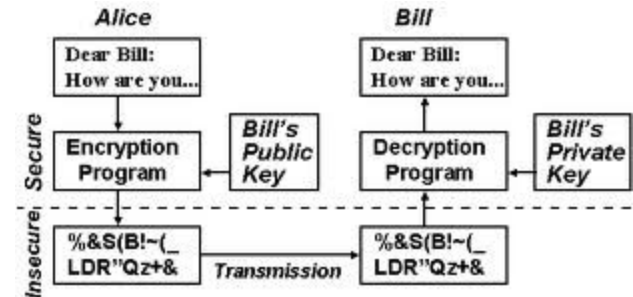 Alice
Bill
Dear Bill:
How are you...
Dear Bill:
How are you...
Secure
Encryption
Program
Bill's
Public
Key
Decryption
Program
Bill's
Private
Key
Insecure
%&S(B!~(_
LDR”Qz+&
Transmission
%&S(B!~(_
LDR”Qz+&